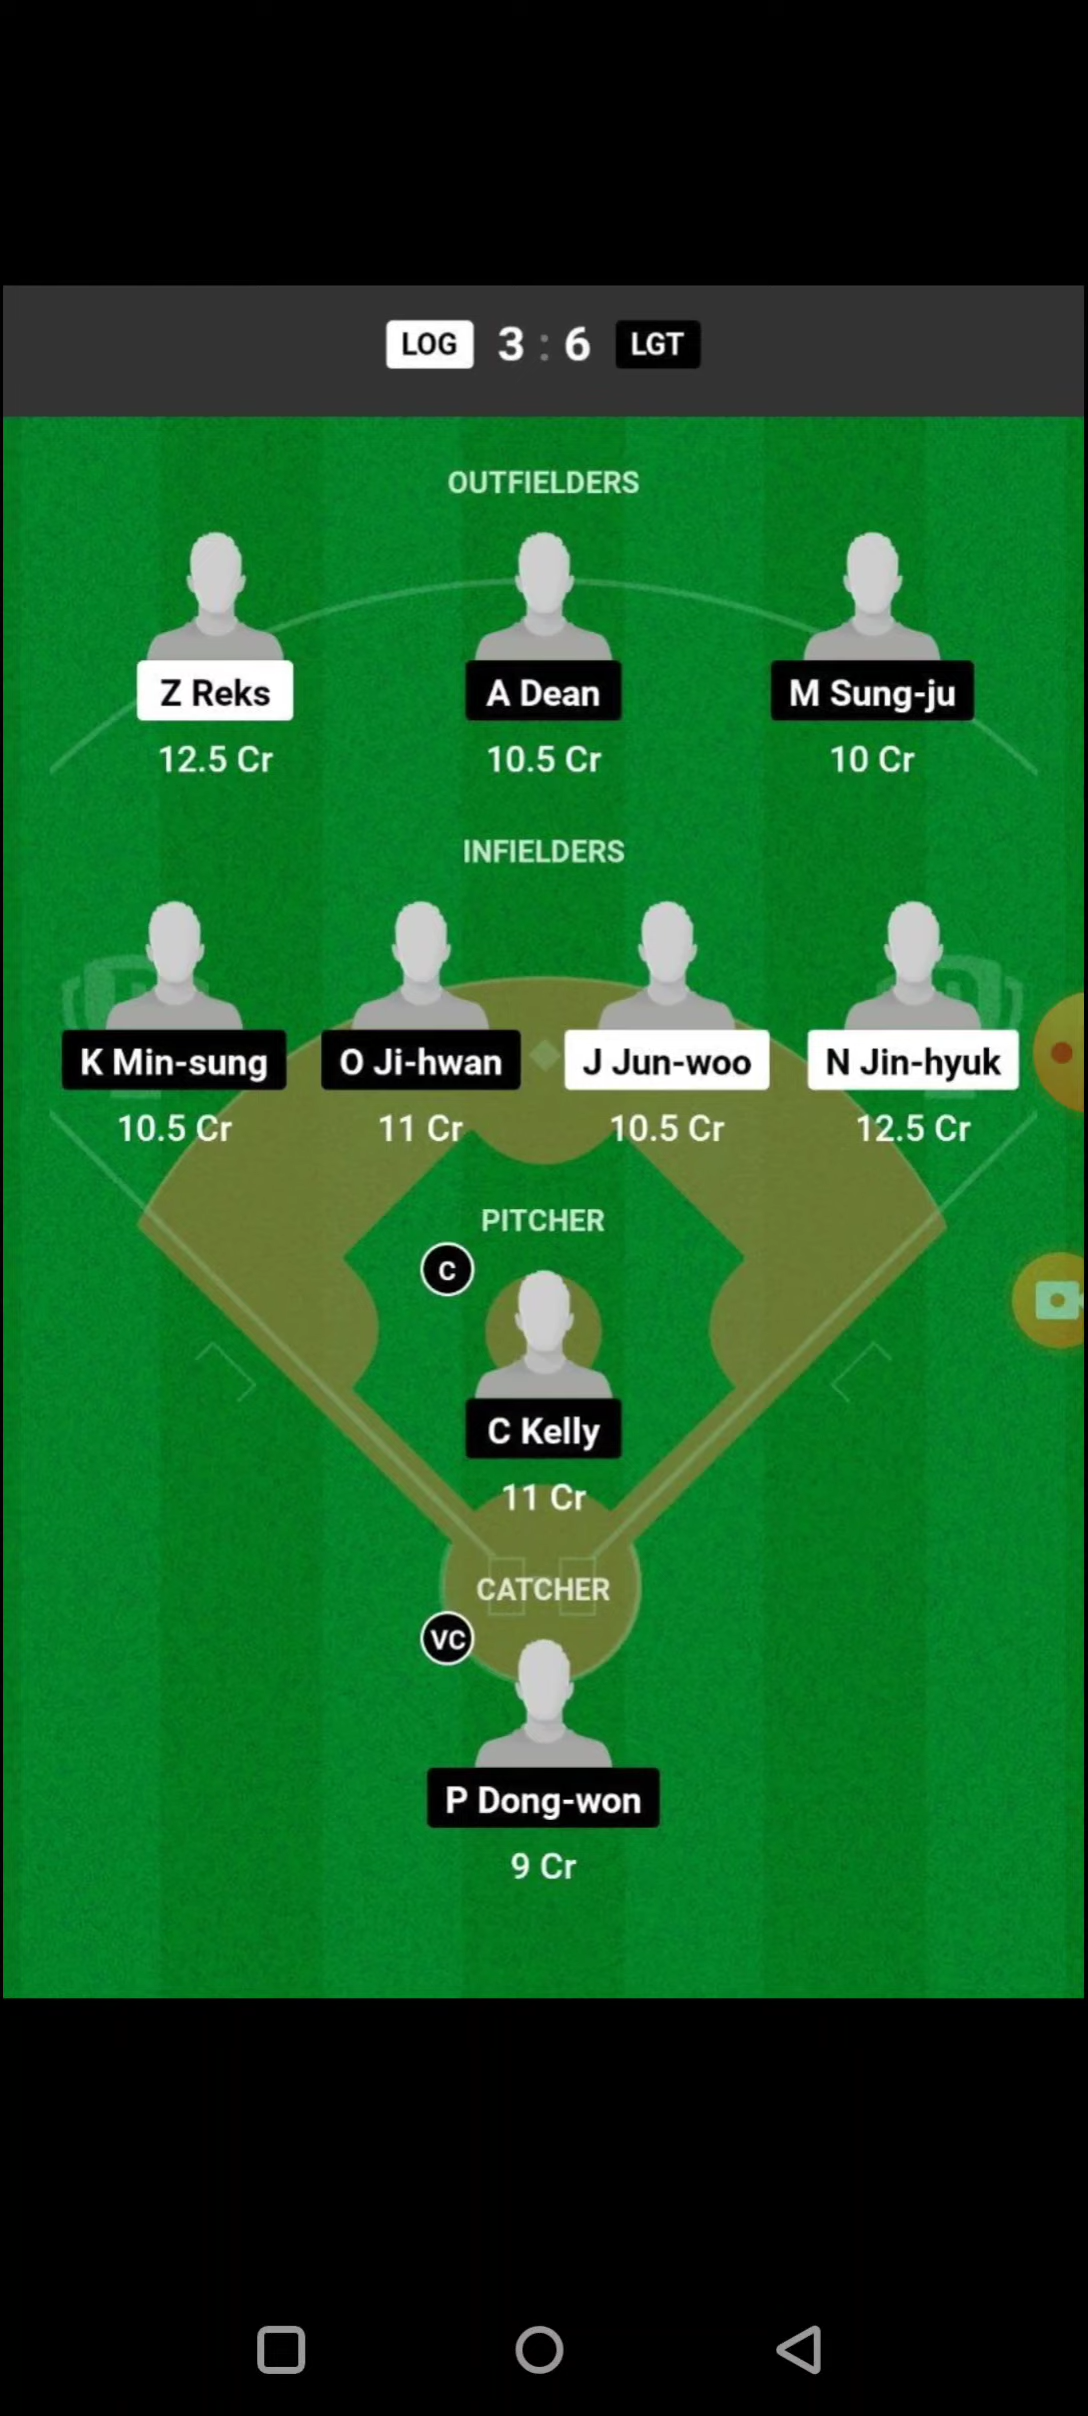 LOG 3 : 6 LGT
OUTFIELDERS
Z Reks A Dean M Sung-ju
12.5 Cr 10.5 Cr 10 Cr
INFIELDERS
K Min-sung O Ji-hwan J Jun-woo N Jin-hyuk
10.5 Cr 11 Cr 10.5 Cr 12.5 Cr
PITCHER
C
C Kelly
11 Cr
CATCHER
VC
P Dong-won
9 Cr